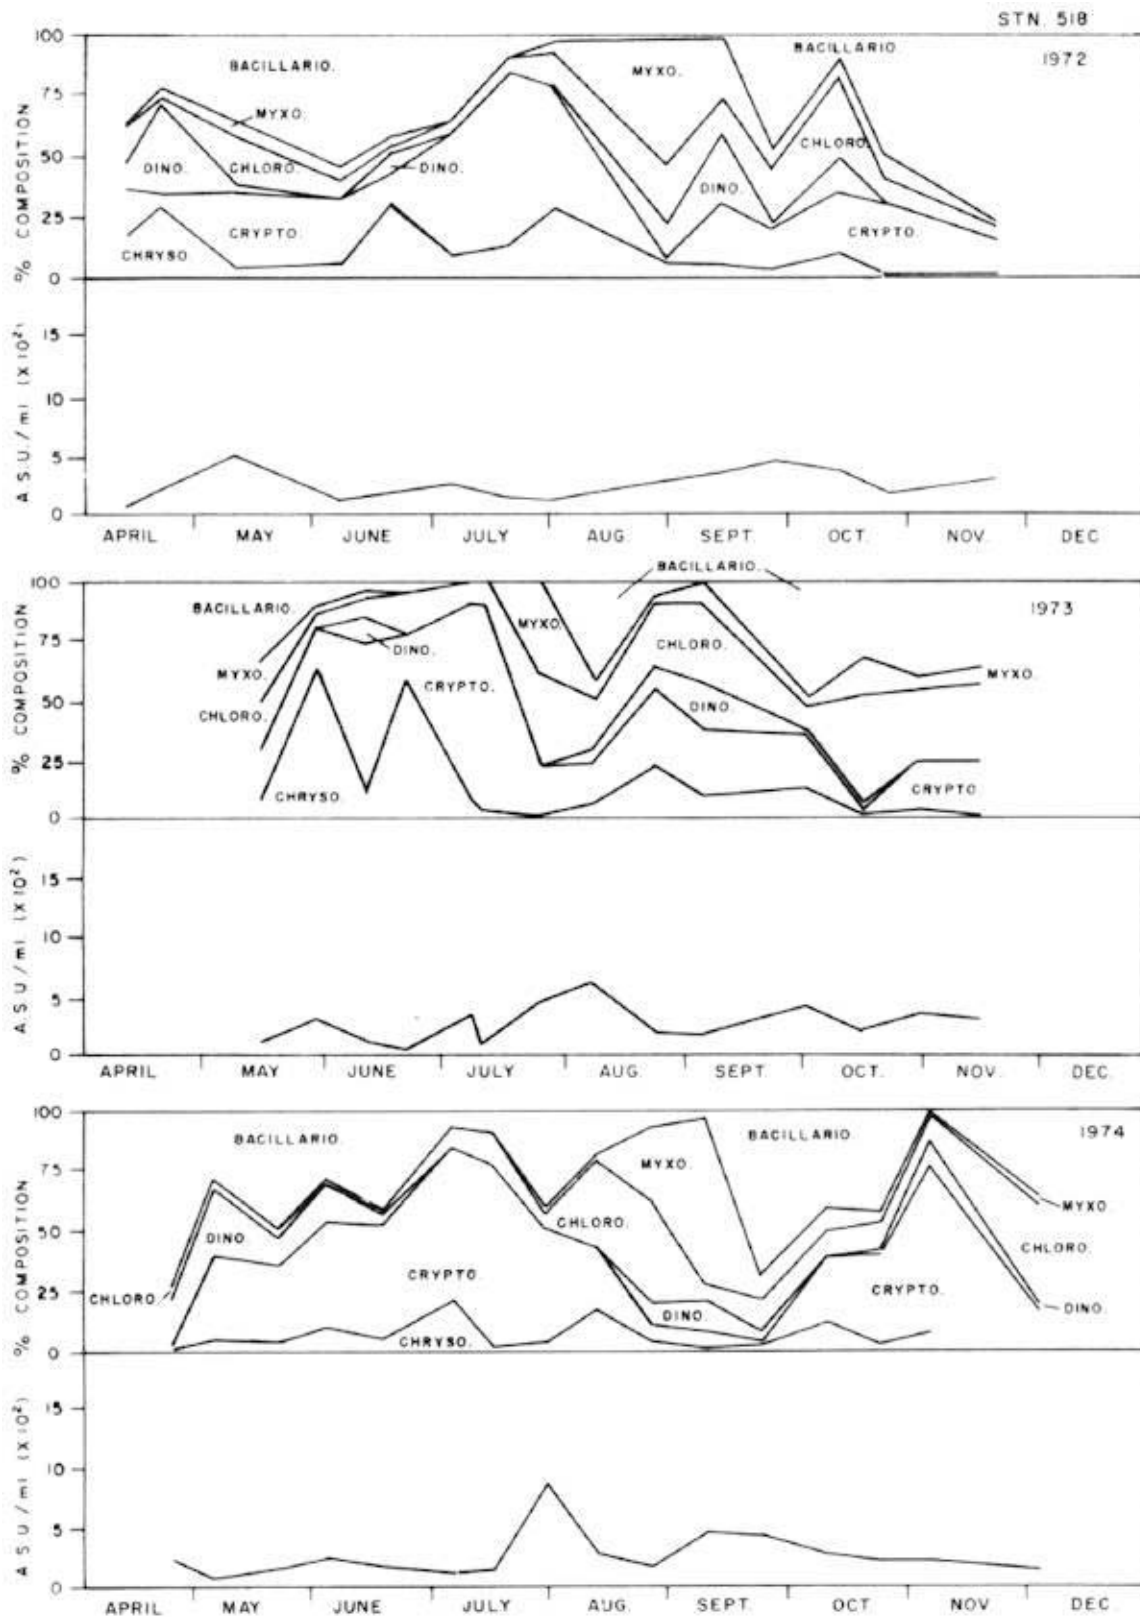 STN. 518
1972
% COMPOSITION
100
75
50
25
0
BACILLARIO.
MYXO.
DINO.
CHLORO.
DINO.
CRYPTO.
CHRYSO
MYXO.
BACILLARIO
CHLORO.
DINO.
CRYPTO.
A.S.U./ml (X10²)
15
10
5
0
APRIL MAY JUNE JULY AUG. SEPT. OCT. NOV. DEC
1973
% COMPOSITION
100
75
50
25
0
BACILLARIO.
BACILLARIO.
MYXO.
CHLORO.
DINO.
CRYPTO.
CHRYSO.
MYXO.
CHLORO.
DINO.
MYXO.
CRYPTO
A.S.U/ml (X10²)
15
10
5
0
APRIL MAY JUNE JULY AUG. SEPT. OCT. NOV. DEC.
1974
% COMPOSITION
100
75
50
25
0
BACILLARIO.
DINO
CHLORO.
CRYPTO.
CHRYSO.
CHLORO.
MYXO.
BACILLARIO
DINO.
CRYPTO.
MYXO.
CHLORO.
DINO.
A.S.U/ml (X10²)
15
10
5
0
APRIL MAY JUNE JULY AUG. SEPT. OCT. NOV. DEC.